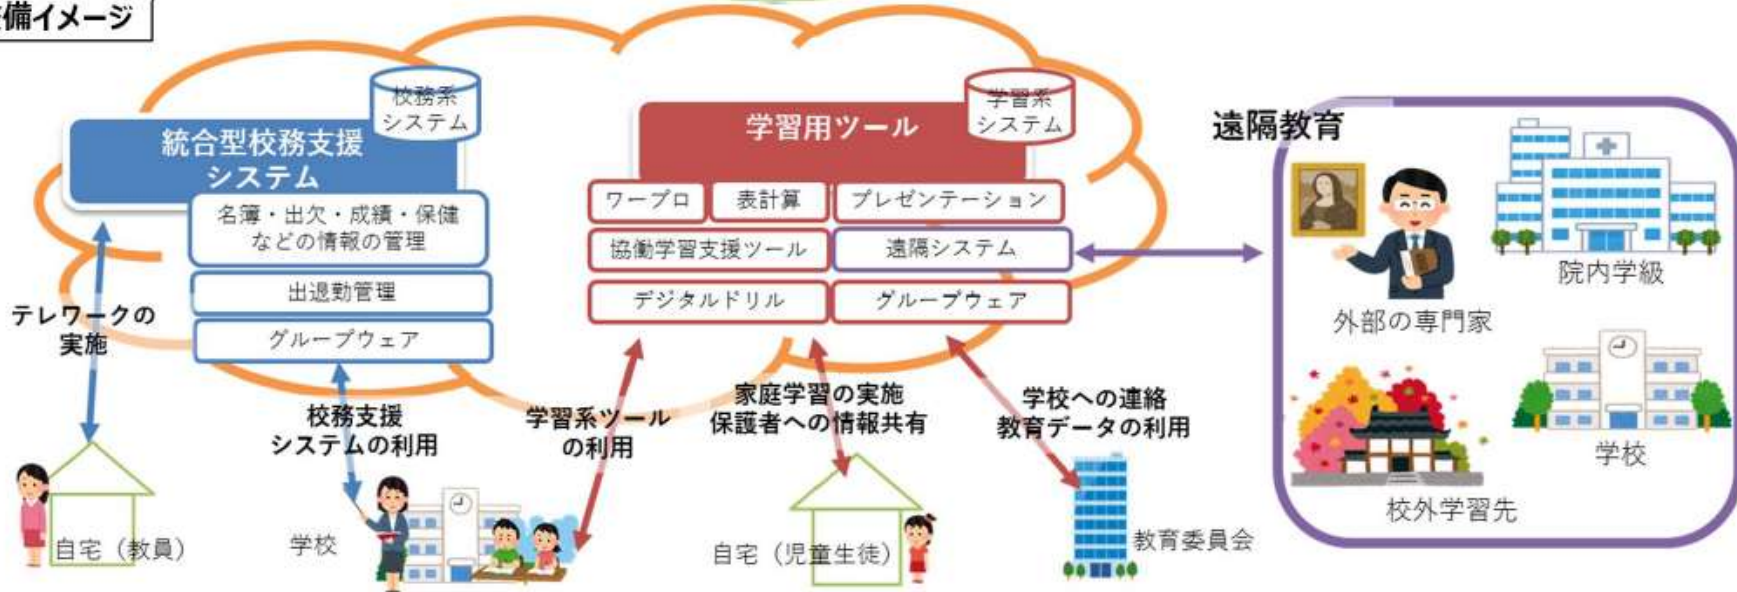 備イメージ
校務系
システム
統合型校務支援
システム
名簿・出欠・成績・保健
などの情報の管理
出退勤管理
グループウェア
学習系
システム
学習用ツール
ワープロ
表計算
プレゼンテーション
協働学習支援ツール
遠隔システム
デジタルドリル
グループウェア
テレワークの
実施
校務支援
システムの利用
学習系ツール
の利用
家庭学習の実施
保護者への情報共有
学校への連絡
教育データの利用
自宅（教員）
学校
自宅（児童生徒）
教育委員会
遠隔教育
外部の専門家
院内学級
校外学習先
学校